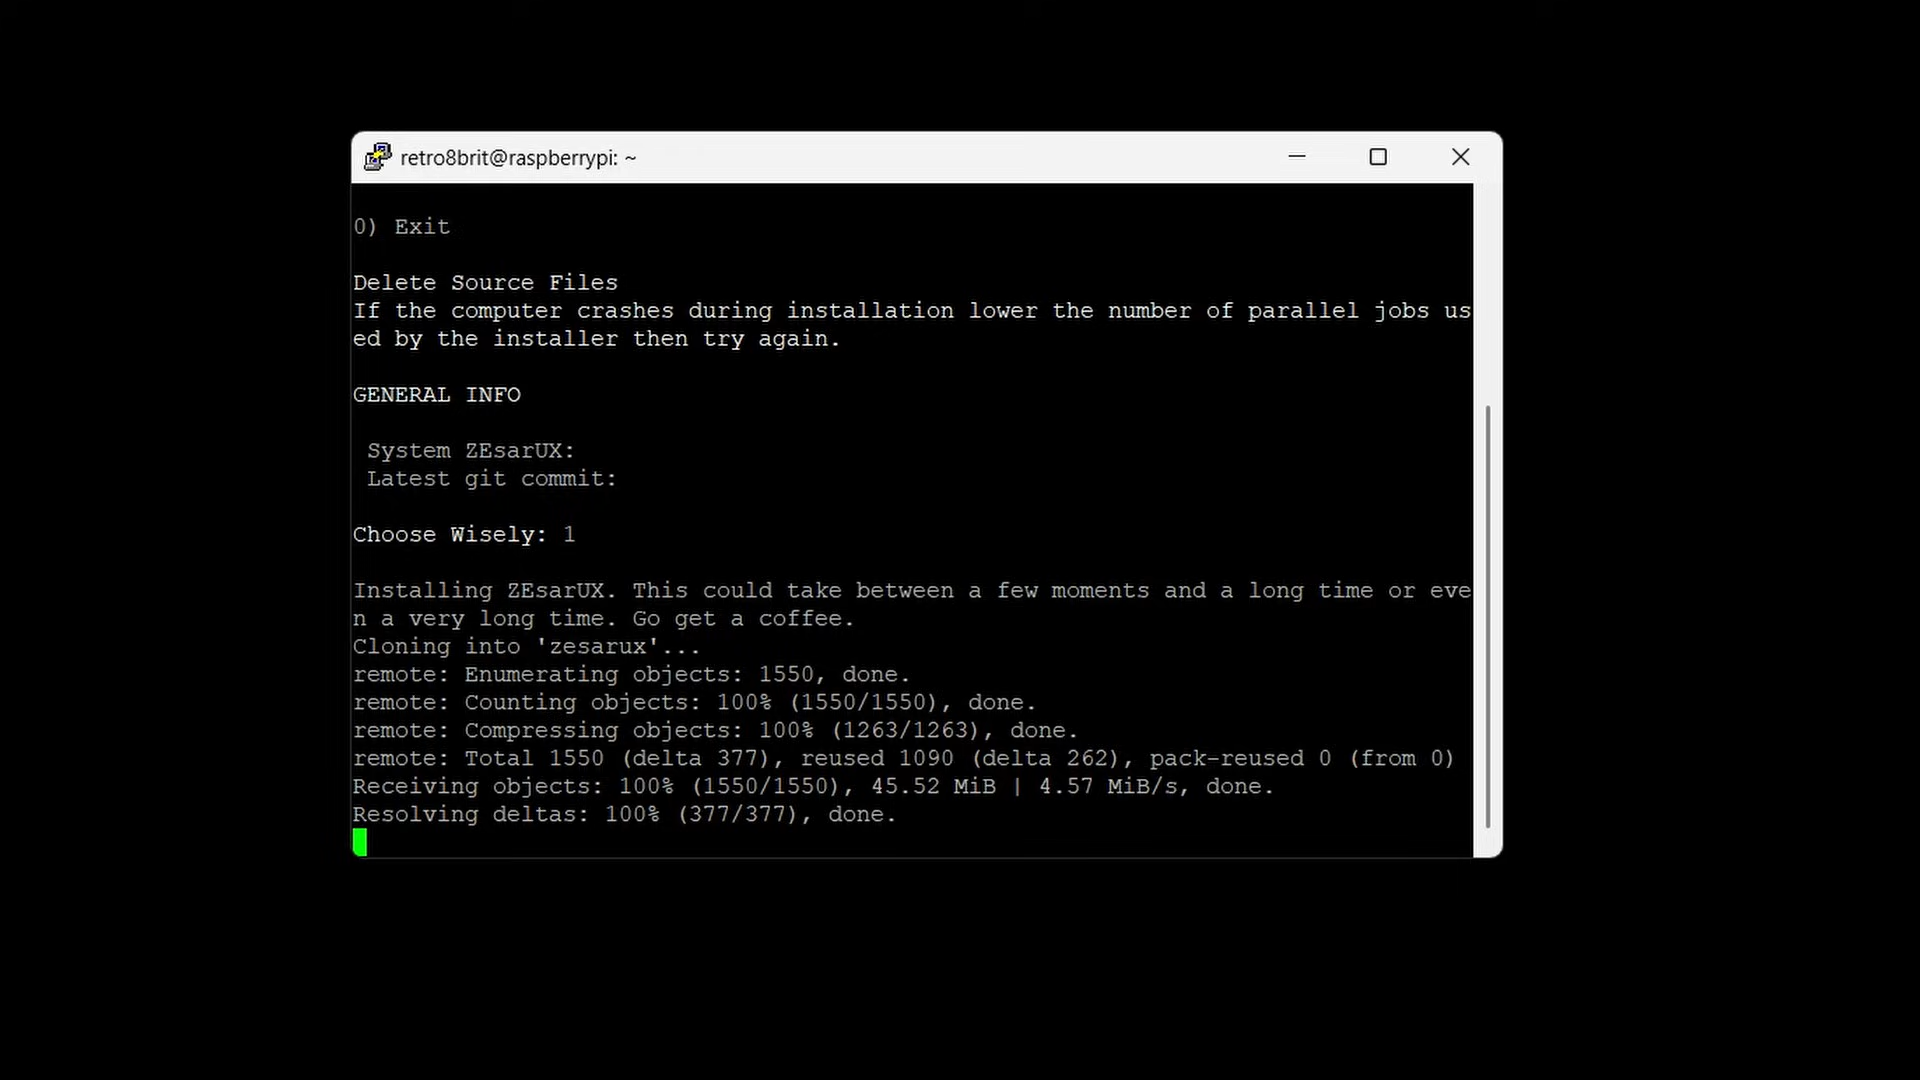 retro8brit@raspberrypi: ~
0) Exit
Delete Source Files
If the computer crashes during installation lower the number of parallel jobs us
ed by the installer then try again.
GENERAL INFO
System ZEsarUX:
Latest git commit:
Choose Wisely: 1
Installing ZEsarUX. This could take between a few moments and a long time or eve
n a very long time. Go get a coffee.
Cloning into 'zesarux'...
remote: Enumerating objects: 1550, done.
remote: Counting objects: 100% (1550/1550), done.
remote: Compressing objects: 100% (1263/1263), done.
remote: Total 1550 (delta 377), reused 1090 (delta 262), pack-reused 0 (from 0)
Receiving objects: 100% (1550/1550), 45.52 MiB | 4.57 MiB/s, done.
Resolving deltas: 100% (377/377), done.